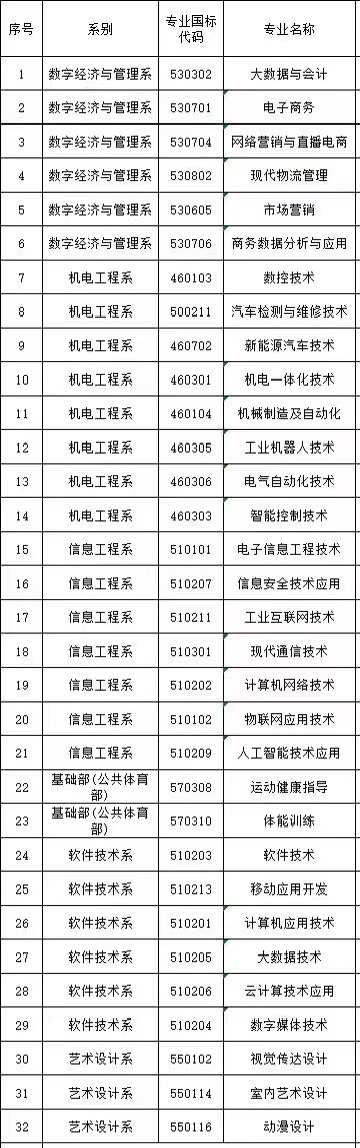 序号 系别 专业国标代码 专业名称
1 数字经济与管理系 530302 大数据与会计
2 数字经济与管理系 530701 电子商务
3 数字经济与管理系 530704 网络营销与直播电商
4 数字经济与管理系 530802 现代物流管理
5 数字经济与管理系 530605 市场营销
6 数字经济与管理系 530706 商务数据分析与应用
7 机电工程系 460103 数控技术
8 机电工程系 500211 汽车检测与维修技术
9 机电工程系 460702 新能源汽车技术
10 机电工程系 460301 机电一体化技术
11 机电工程系 460104 机械制造及自动化
12 机电工程系 460305 工业机器人技术
13 机电工程系 460306 电气自动化技术
14 机电工程系 460303 智能控制技术
15 信息工程系 510101 电子信息工程技术
16 信息工程系 510207 信息安全技术应用
17 信息工程系 510211 工业互联网技术
18 信息工程系 510301 现代通信技术
19 信息工程系 510202 计算机网络技术
20 信息工程系 510102 物联网应用技术
21 信息工程系 510209 人工智能技术应用
22 基础部(公共体育部) 570308 运动健康指导
23 基础部(公共体育部) 570310 体能训练
24 软件技术系 510203 软件技术
25 软件技术系 510213 移动应用开发
26 软件技术系 510201 计算机应用技术
27 软件技术系 510205 大数据技术
28 软件技术系 510206 云计算技术应用
29 软件技术系 510204 数字媒体技术
30 艺术设计系 550102 视觉传达设计
31 艺术设计系 550114 室内艺术设计
32 艺术设计系 550116 动漫设计